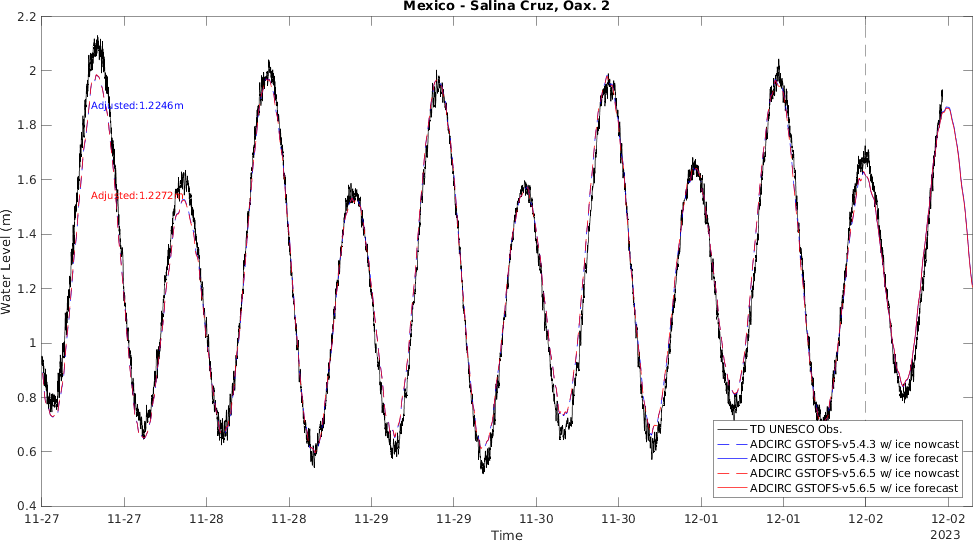 Mexico - Salina Cruz, Oax. 2
2.2
2
1.8
1.6
1.4
1.2
1
0.8
0.6
0.4
Water Level (m)
Adjusted:1.2246m
Adjusted:1.2272m
TD UNESCO Obs.
ADCIRC GSTOFS-v5.4.3 w/ ice nowcast
ADCIRC GSTOFS-v5.4.3 w/ ice forecast
ADCIRC GSTOFS-v5.6.5 w/ ice nowcast
ADCIRC GSTOFS-v5.6.5 w/ ice forecast
11-27 11-27 11-28 11-28 11-29 11-29 11-30 11-30 12-01 12-01 12-02 12-02
2023
Time